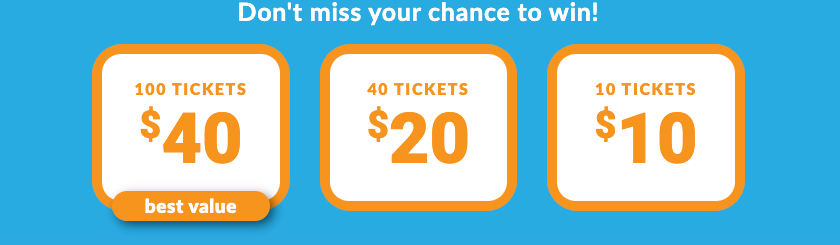 Don't miss your chance to win!
100 TICKETS
$40
best value
40 TICKETS
$20
10 TICKETS
$10